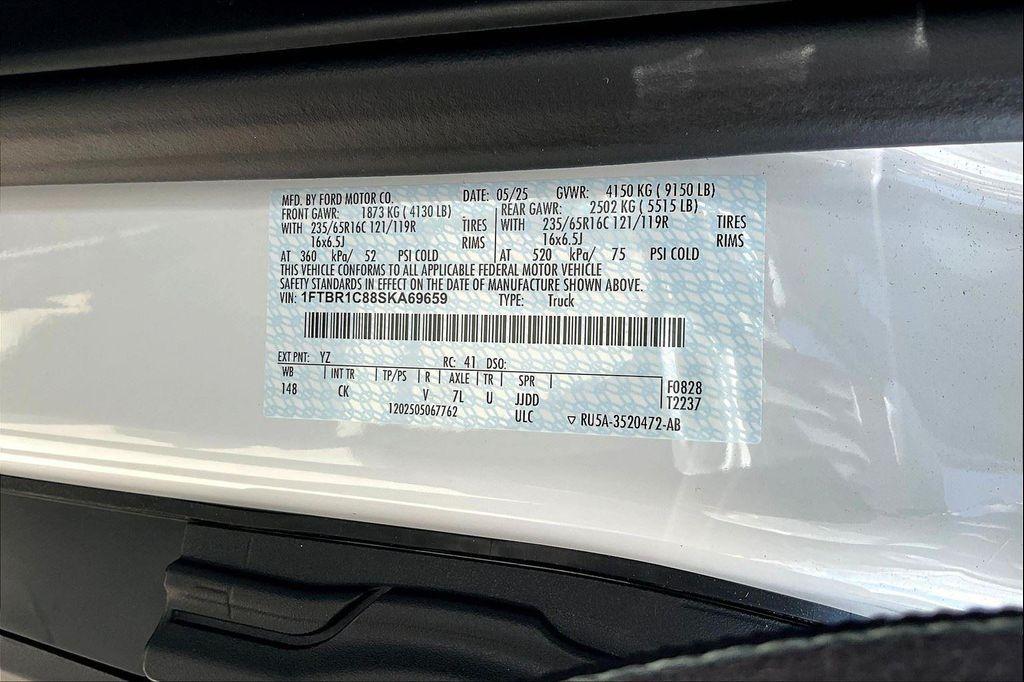 MFD. BY FORD MOTOR CO. DATE: 05/25 GVWR: 4150 KG ( 9150 LB)
FRONT GAWR: 1873 KG ( 4130 LB) REAR GAWR: 2502 KG ( 5515 LB)
WITH 235/65R16C 121/119R TIRES WITH 235/65R16C 121/119R TIRES
16x6.5J RIMS 16x6.5J RIMS
AT 360 kPa/ 52 PSI COLD AT 520 kPa/ 75 PSI COLD
THIS VEHICLE CONFORMS TO ALL APPLICABLE FEDERAL MOTOR VEHICLE
SAFETY STANDARDS IN EFFECT ON THE DATE OF MANUFACTURE SHOWN ABOVE.
VIN: 1FTBR1C88SKA69659 TYPE: Truck
EXT PNT: YZ RC: 41 DSO:
WB INT TR TP/PS R AXLE TR SPR F0828
148 CK V 7L U JJDD T2237
1202505067762 ULC ▽ RU5A-3520472-AB